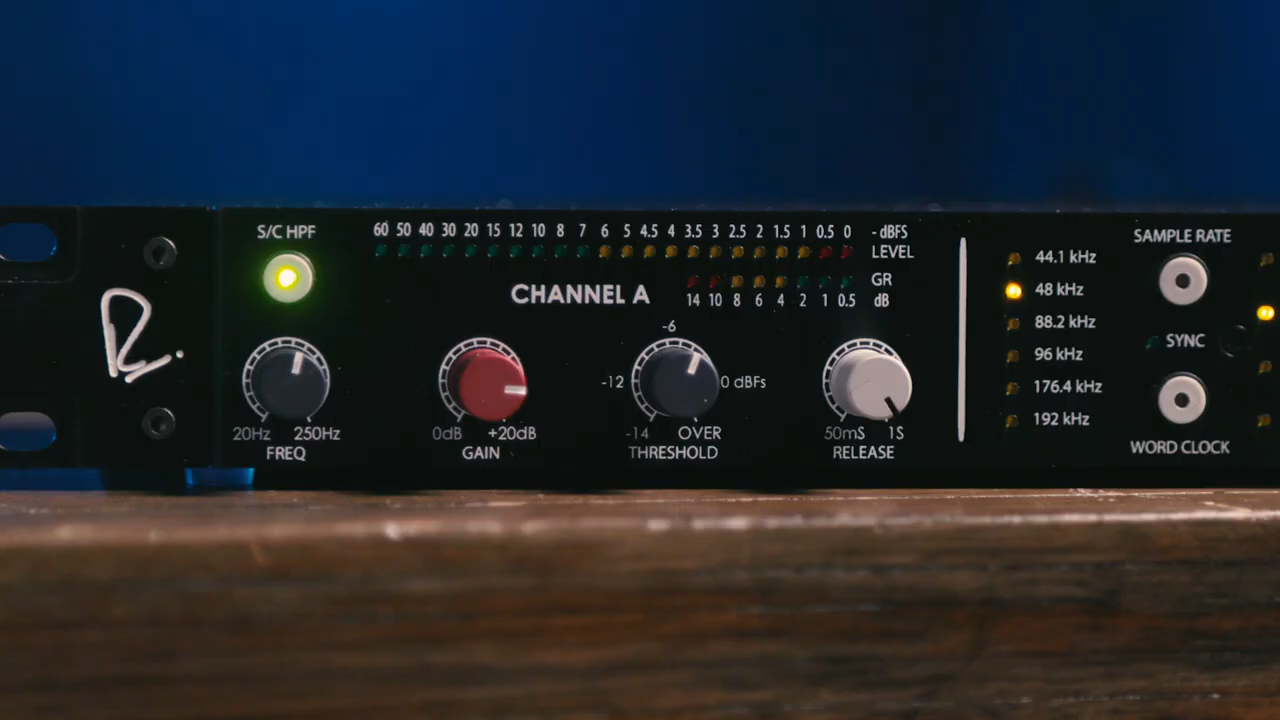 S/C HPF
60 50 40 30 20 15 12 10 8 7 6 5 4.5 4 3.5 3 2.5 2 1.5 1 0.5 0 - dBFS
LEVEL
GR
14 10 8 6 4 2 1 0.5 dB
CHANNEL A
R.
20Hz 250Hz
FREQ
0dB +20dB
GAIN
-6
-12 0 dBFs
-14 OVER
THRESHOLD
50mS 1S
RELEASE
44.1 kHz
48 kHz
88.2 kHz
96 kHz
176.4 kHz
192 kHz
SAMPLE RATE
SYNC
WORD CLOCK